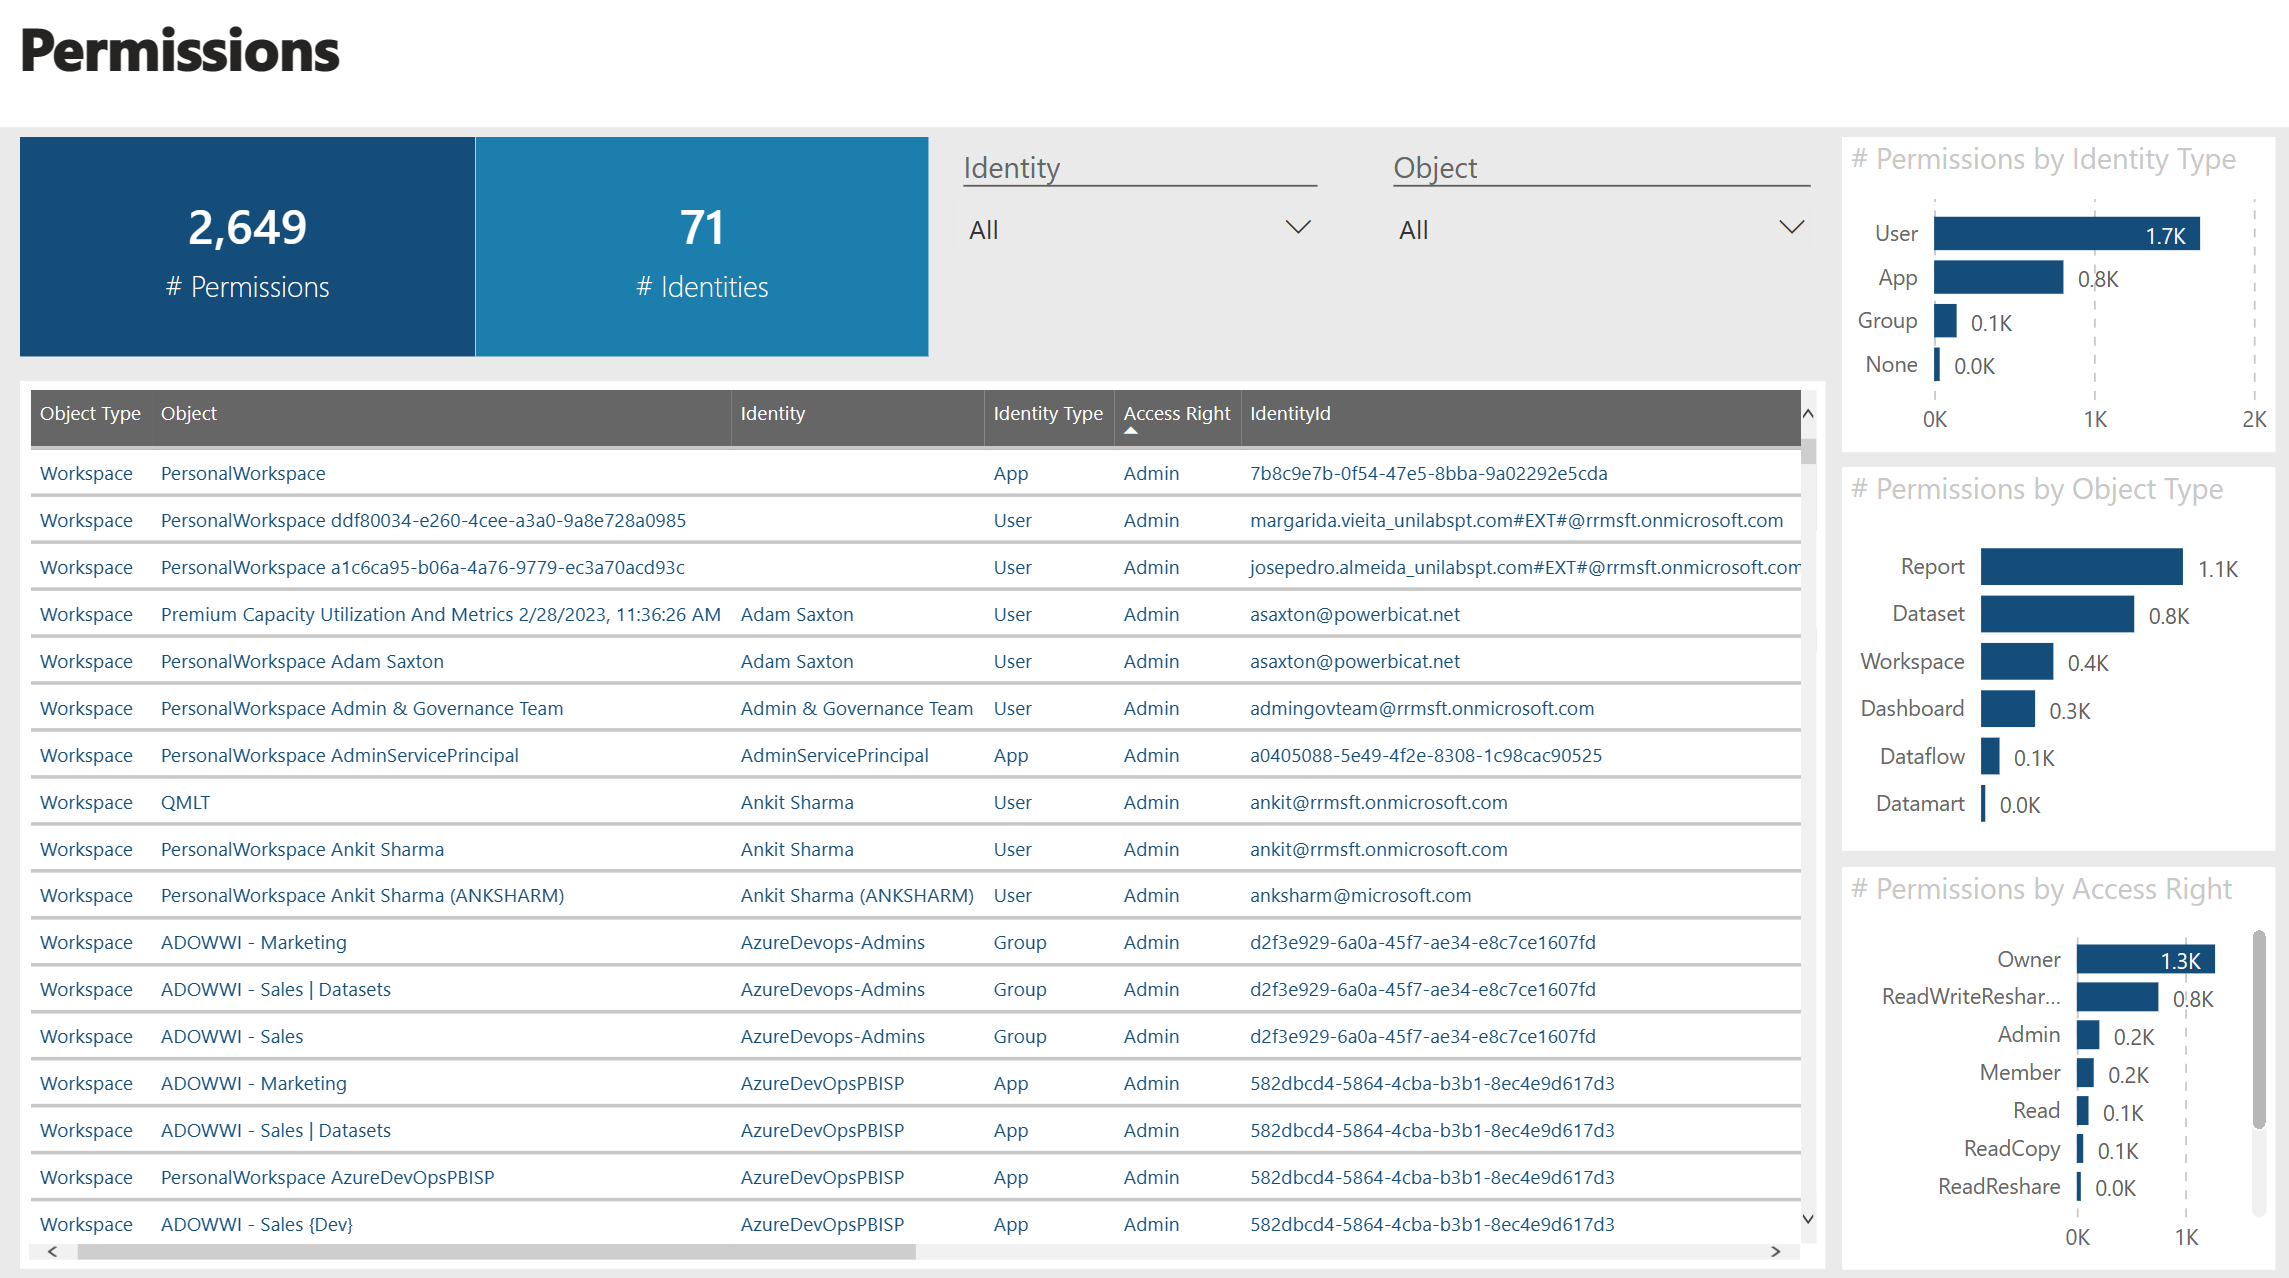 Permissions
2,649
# Permissions
71
# Identities
Identity
All
Object
All
Object Type Object Identity Identity Type Access Right IdentityId
Workspace PersonalWorkspace App Admin 7b8c9e7b-0f54-47e5-8bba-9a02292e5cda
Workspace PersonalWorkspace ddf80034-e260-4cee-a3a0-9a8e728a0985 User Admin margarida.vieita_unilabspt.com#EXT#@rrmsft.onmicrosoft.com
Workspace PersonalWorkspace a1c6ca95-b06a-4a76-9779-ec3a70acd93c User Admin josepedro.almeida_unilabspt.com#EXT#@rrmsft.onmicrosoft.com
Workspace Premium Capacity Utilization And Metrics 2/28/2023, 11:36:26 AM Adam Saxton User Admin asaxton@powerbicat.net
Workspace PersonalWorkspace Adam Saxton Adam Saxton User Admin asaxton@powerbicat.net
Workspace PersonalWorkspace Admin & Governance Team Admin & Governance Team User Admin admingovteam@rrmsft.onmicrosoft.com
Workspace PersonalWorkspace AdminServicePrincipal AdminServicePrincipal App Admin a0405088-5e49-4f2e-8308-1c98cac90525
Workspace QMLT Ankit Sharma User Admin ankit@rrmsft.onmicrosoft.com
Workspace PersonalWorkspace Ankit Sharma Ankit Sharma User Admin ankit@rrmsft.onmicrosoft.com
Workspace PersonalWorkspace Ankit Sharma (ANKSHARM) Ankit Sharma (ANKSHARM) User Admin anksharm@microsoft.com
Workspace ADOWWI - Marketing AzureDevops-Admins Group Admin d2f3e929-6a0a-45f7-ae34-e8c7ce1607fd
Workspace ADOWWI - Sales | Datasets AzureDevops-Admins Group Admin d2f3e929-6a0a-45f7-ae34-e8c7ce1607fd
Workspace ADOWWI - Sales AzureDevops-Admins Group Admin d2f3e929-6a0a-45f7-ae34-e8c7ce1607fd
Workspace ADOWWI - Marketing AzureDevOpsPBISP App Admin 582dbcd4-5864-4cba-b3b1-8ec4e9d617d3
Workspace ADOWWI - Sales | Datasets AzureDevOpsPBISP App Admin 582dbcd4-5864-4cba-b3b1-8ec4e9d617d3
Workspace PersonalWorkspace AzureDevOpsPBISP AzureDevOpsPBISP App Admin 582dbcd4-5864-4cba-b3b1-8ec4e9d617d3
Workspace ADOWWI - Sales {Dev} AzureDevOpsPBISP App Admin 582dbcd4-5864-4cba-b3b1-8ec4e9d617d3
# Permissions by Identity Type
User 1.7K
App 0.8K
Group 0.1K
None 0.0K
0K 1K 2K
# Permissions by Object Type
Report 1.1K
Dataset 0.8K
Workspace 0.4K
Dashboard 0.3K
Dataflow 0.1K
Datamart 0.0K
# Permissions by Access Right
Owner 1.3K
ReadWriteReshar... 0.8K
Admin 0.2K
Member 0.2K
Read 0.1K
ReadCopy 0.1K
ReadReshare 0.0K
0K 1K